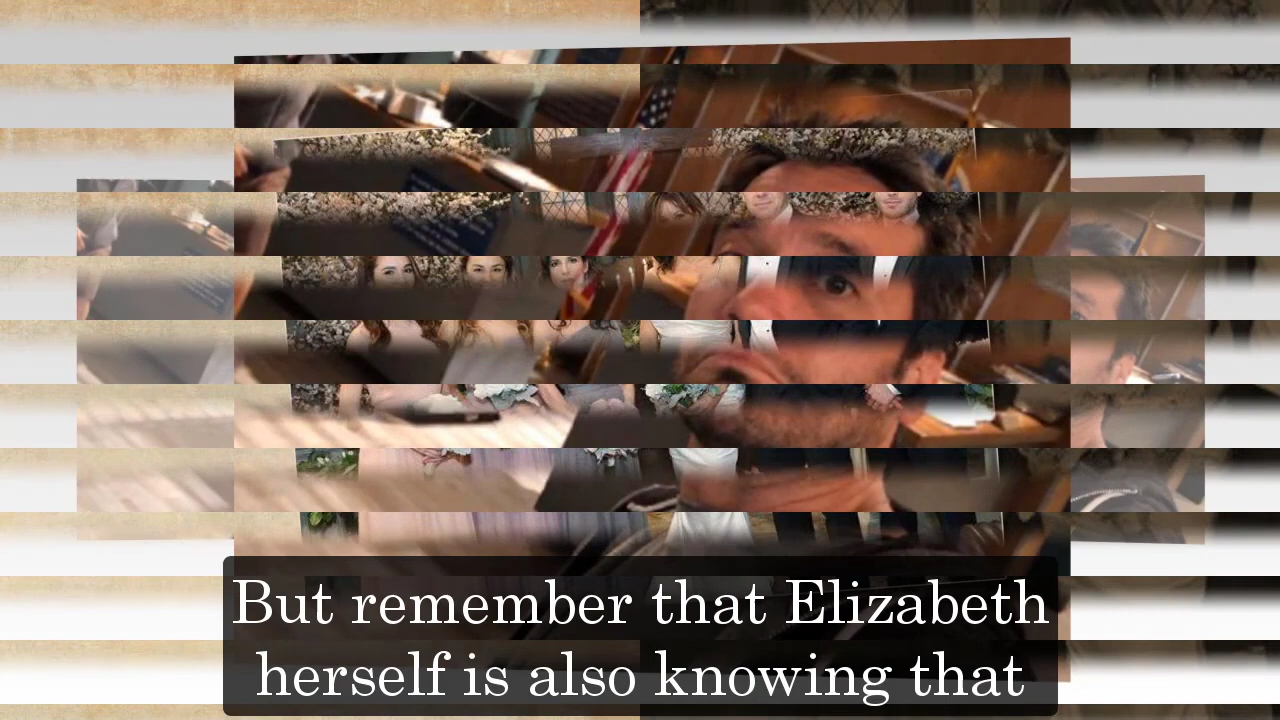 But remember that Elizabeth
herself is also knowing that